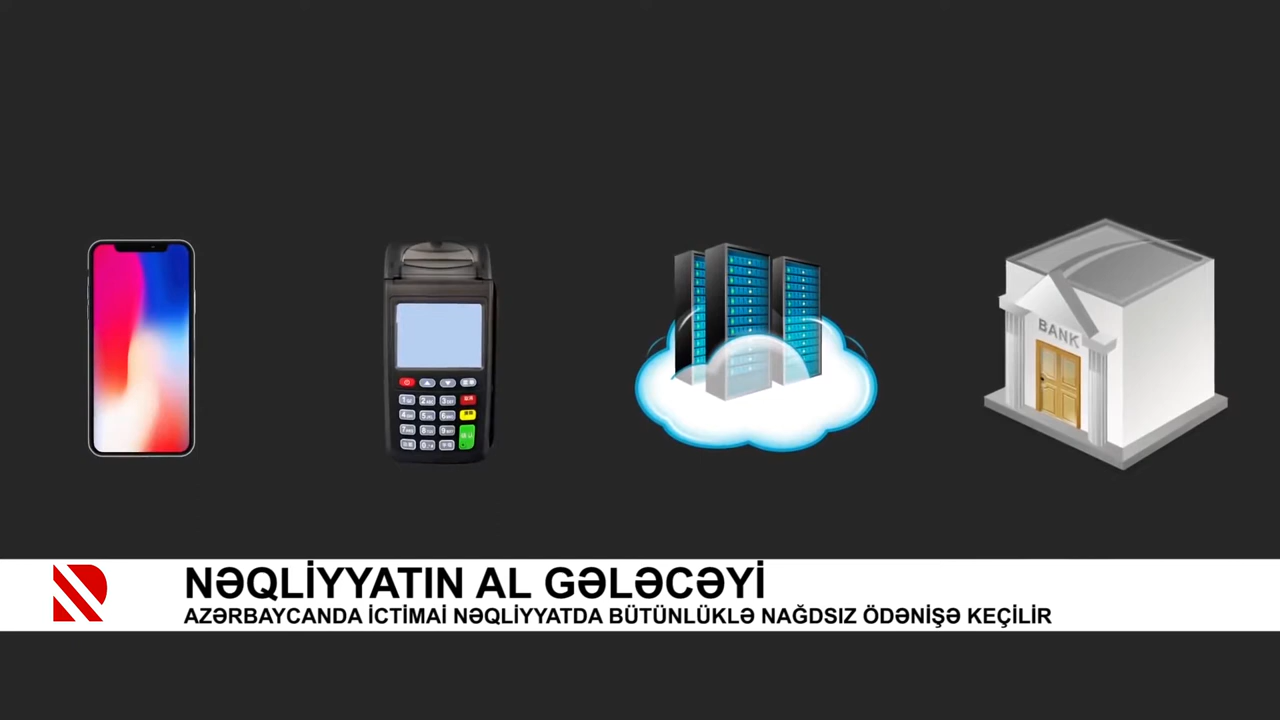 BANK
NƏQLİYYATIN AL GƏLƏCƏYİ
AZƏRBAYCANDA İCTİMAİ NƏQLİYYATDA BÜTÜNLÜKLƏ NAĞDSIZ ÖDƏNİŞƏ KEÇİLİR